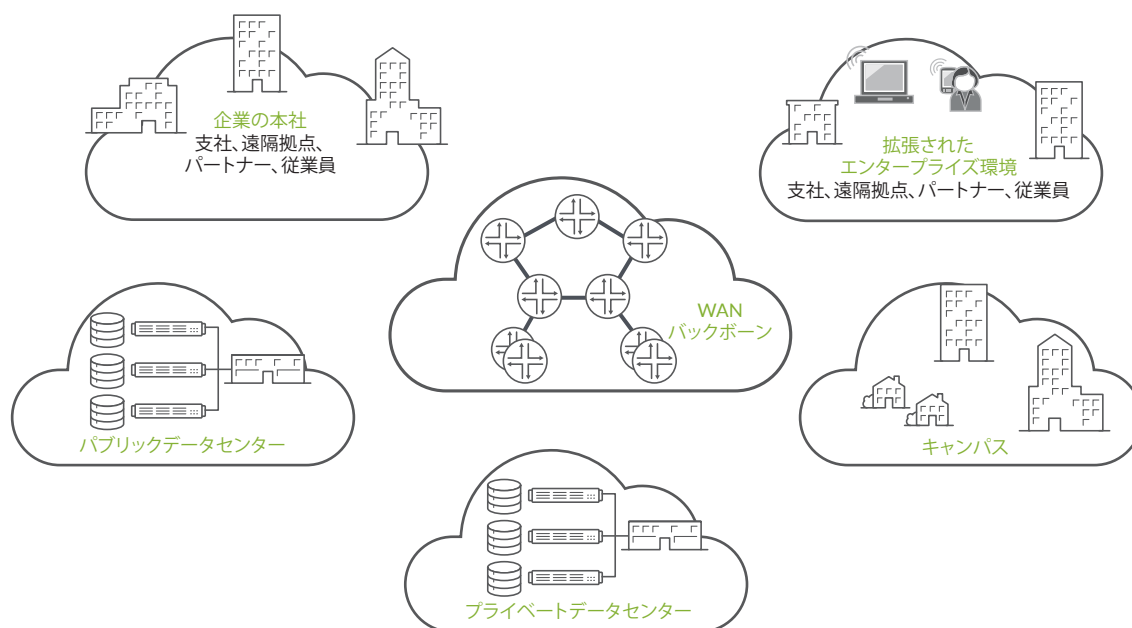 企業の本社
支社、遠隔拠点、
パートナー、従業員
拡張された
エンタープライズ環境
支社、遠隔拠点、パートナー、従業員
WAN
バックボーン
パブリックデータセンター
キャンパス
プライベートデータセンター